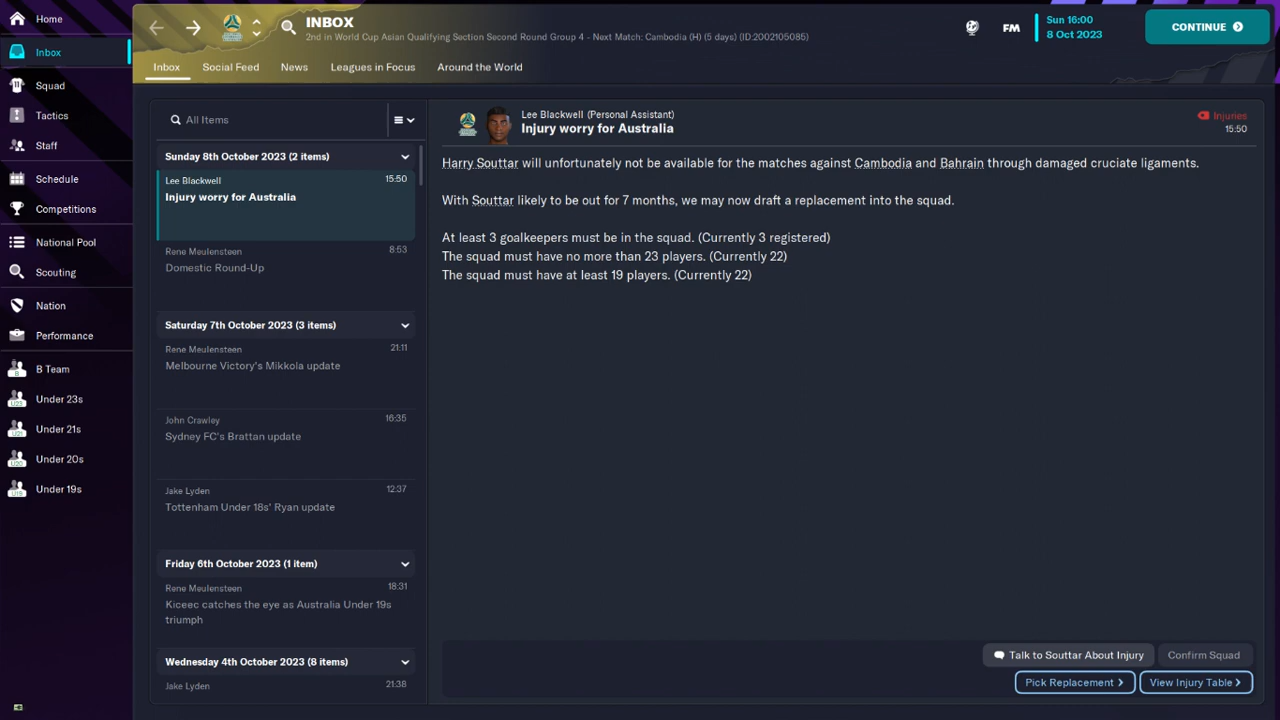 Home
Inbox
Squad
Tactics
Staff
Schedule
Competitions
National Pool
Scouting
Nation
Performance
B Team
Under 23s
Under 21s
Under 20s
Under 19s
INBOX
2nd in World Cup Asian Qualifying Section Second Round Group 4 - Next Match: Cambodia (H) (5 days) (ID:2002105085)
FM
Sun 16:00
8 Oct 2023
CONTINUE
Inbox
Social Feed
News
Leagues in Focus
Around the World
All Items
Sunday 8th October 2023 (2 items)
Lee Blackwell 15:50
Injury worry for Australia
Rene Meulensteen 8:53
Domestic Round-Up
Saturday 7th October 2023 (3 items)
Rene Meulensteen 21:11
Melbourne Victory's Mikkola update
John Crawley 16:35
Sydney FC's Brattan update
Jake Lyden 12:37
Tottenham Under 18s' Ryan update
Friday 6th October 2023 (1 item)
Rene Meulensteen 18:31
Kiceec catches the eye as Australia Under 19s
triumph
Wednesday 4th October 2023 (8 items)
Jake Lyden 21:38
Lee Blackwell (Personal Assistant)
Injury worry for Australia
Injuries
15:50
Harry Souttar will unfortunately not be available for the matches against Cambodia and Bahrain through damaged cruciate ligaments.
With Souttar likely to be out for 7 months, we may now draft a replacement into the squad.
At least 3 goalkeepers must be in the squad. (Currently 3 registered)
The squad must have no more than 23 players. (Currently 22)
The squad must have at least 19 players. (Currently 22)
Talk to Souttar About Injury
Confirm Squad
Pick Replacement
View Injury Table